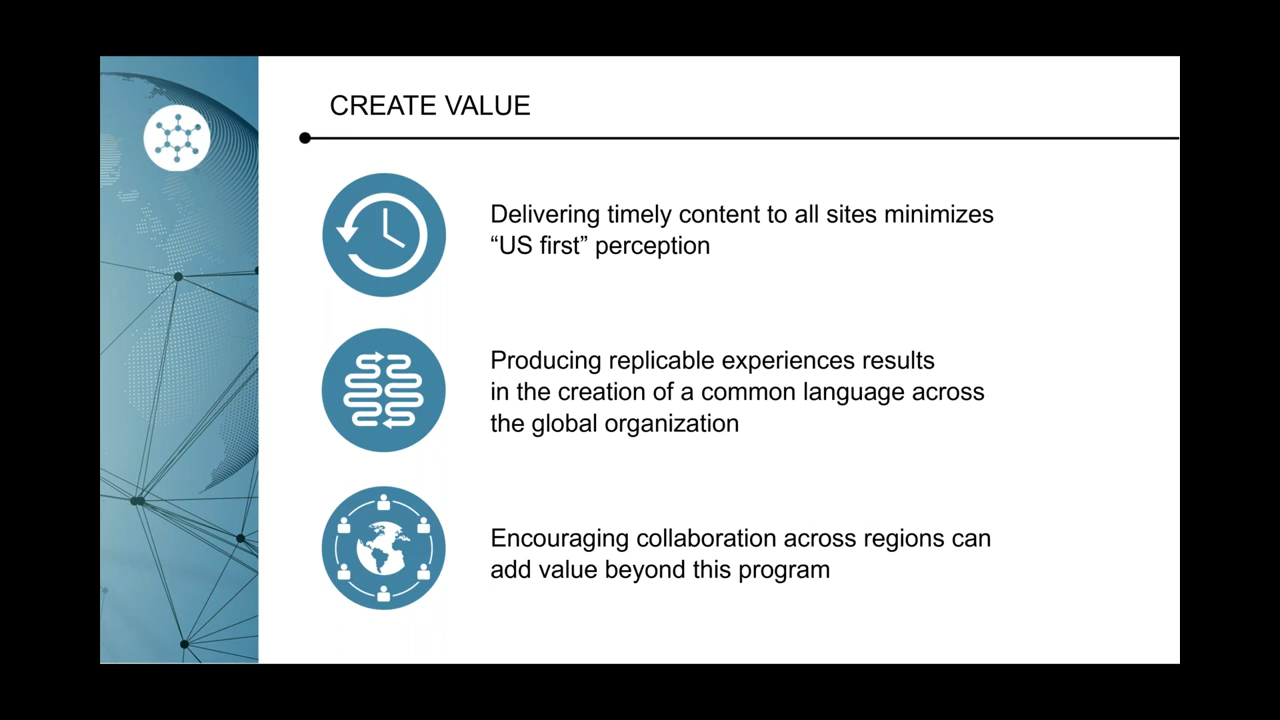 CREATE VALUE
Delivering timely content to all sites minimizes
“US first” perception
Producing replicable experiences results
in the creation of a common language across
the global organization
Encouraging collaboration across regions can
add value beyond this program